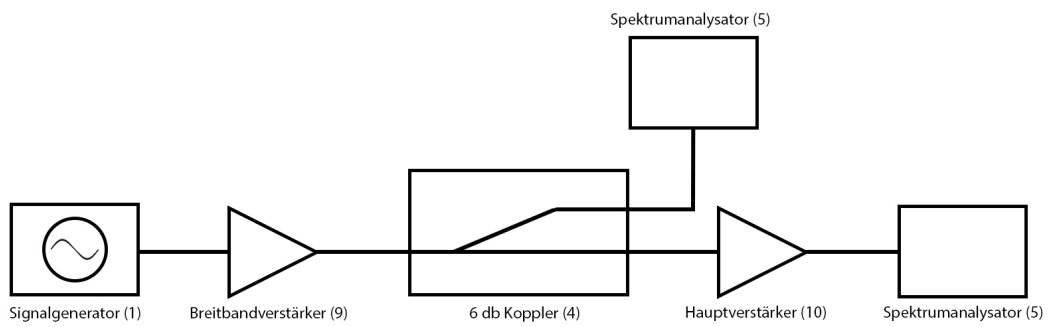 Spektrumanalysator (5)
Signalgenerator (1)
Breitbandverstärker (9)
6 db Koppler (4)
Hauptverstärker (10)
Spektrumanalysator (5)